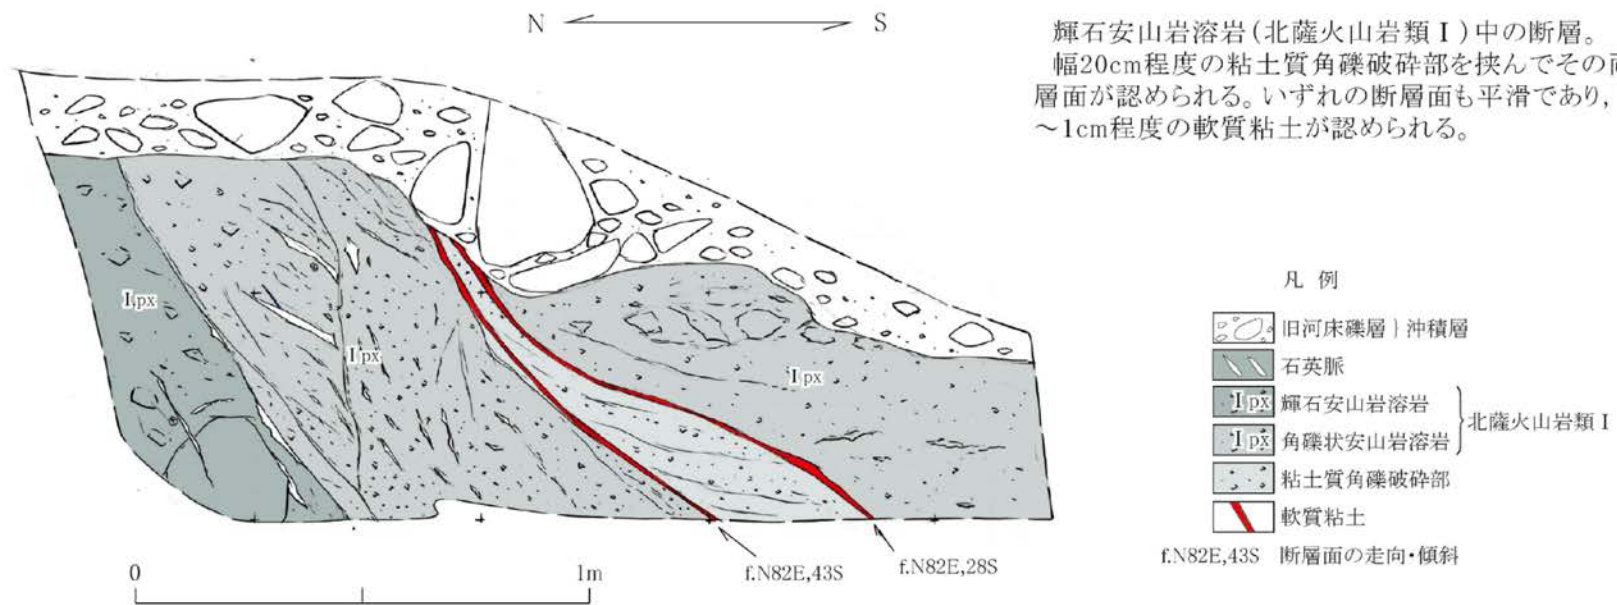 N S
輝石安山岩溶岩(北薩火山岩類Ⅰ)中の断層。
幅20cm程度の粘土質角礫破砕部を挟んでその
層面が認められる。いずれの断層面も平滑であり,
～1cm程度の軟質粘土が認められる。
I px
I px
I px
凡 例
旧河床礫層 } 沖積層
石英脈
I px 輝石安山岩溶岩
I px 角礫状安山岩溶岩
北薩火山岩類Ⅰ
粘土質角礫破砕部
軟質粘土
f.N82E,43S 断層面の走向・傾斜
f.N82E,43S
f.N82E,28S
0 1m